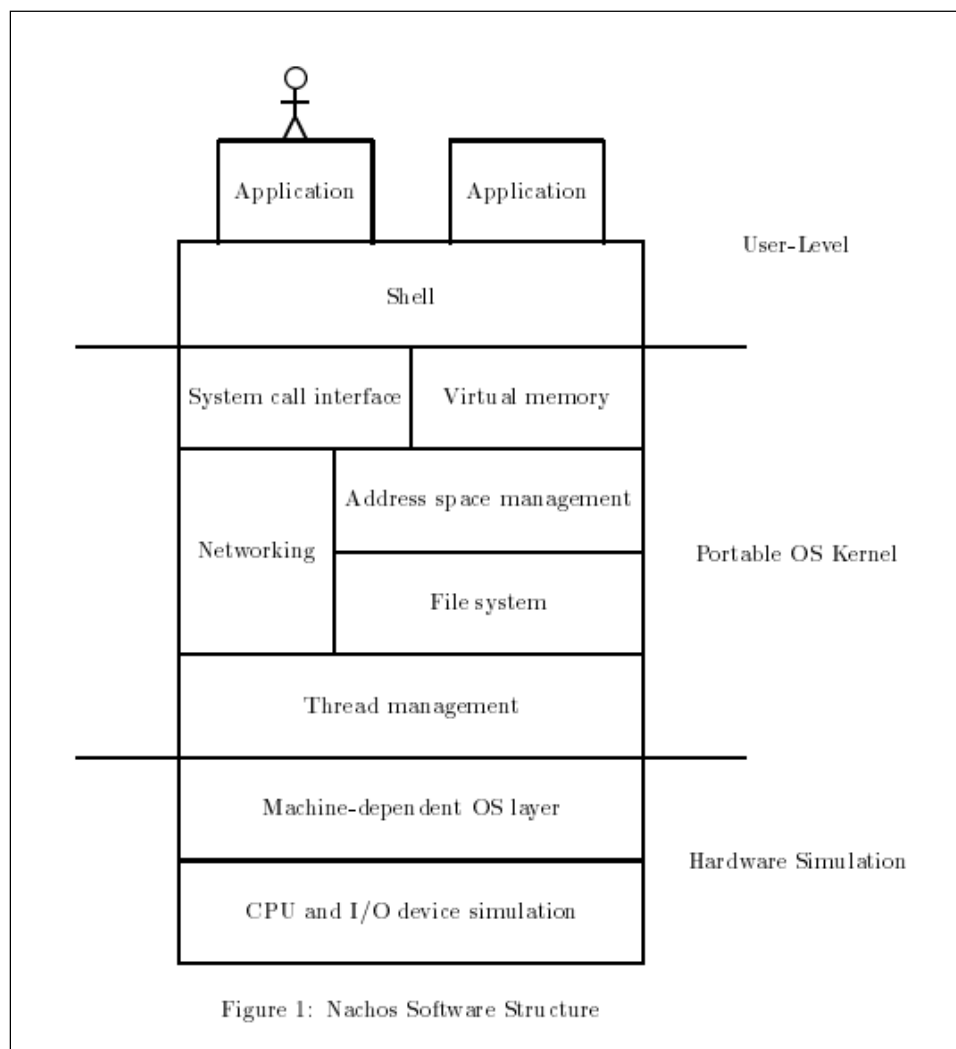 Application
Application
User-Level
Shell
System call interface
Virtual memory
Address space management
Networking
Portable OS Kernel
File system
Thread management
Machine-dependent OS layer
Hardware Simulation
CPU and I/O device simulation
Figure 1: Nachos Software Structure